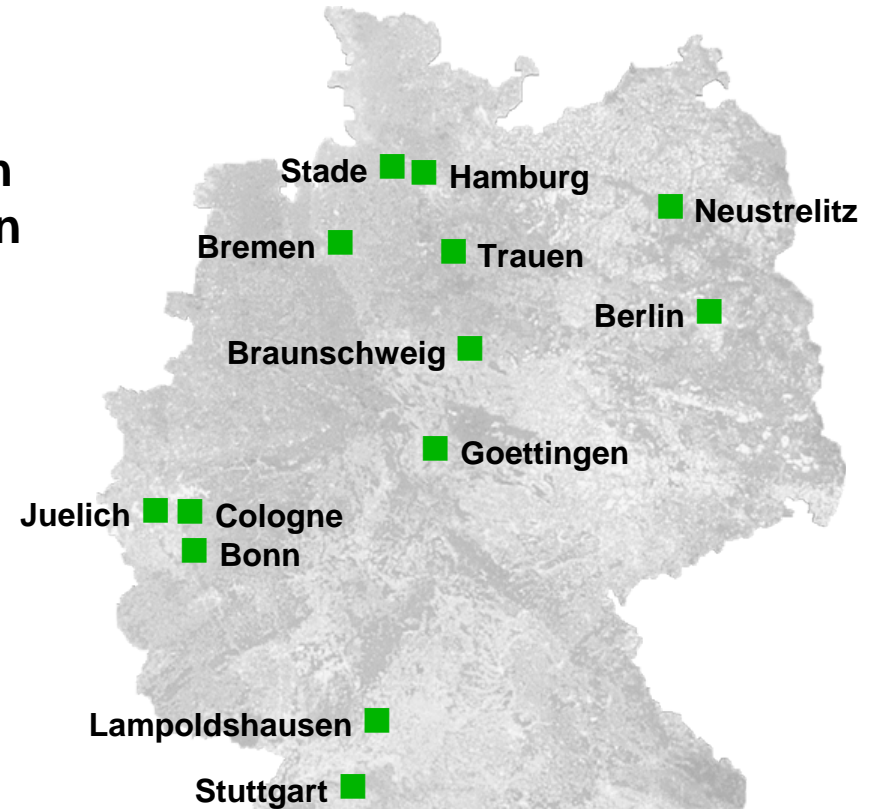 Stade
Hamburg
n
Neustrelitz
n
Bremen
Trauen
Berlin
Braunschweig
Goettingen
Juelich
Cologne
Bonn
Lampoldshausen
Stuttgart